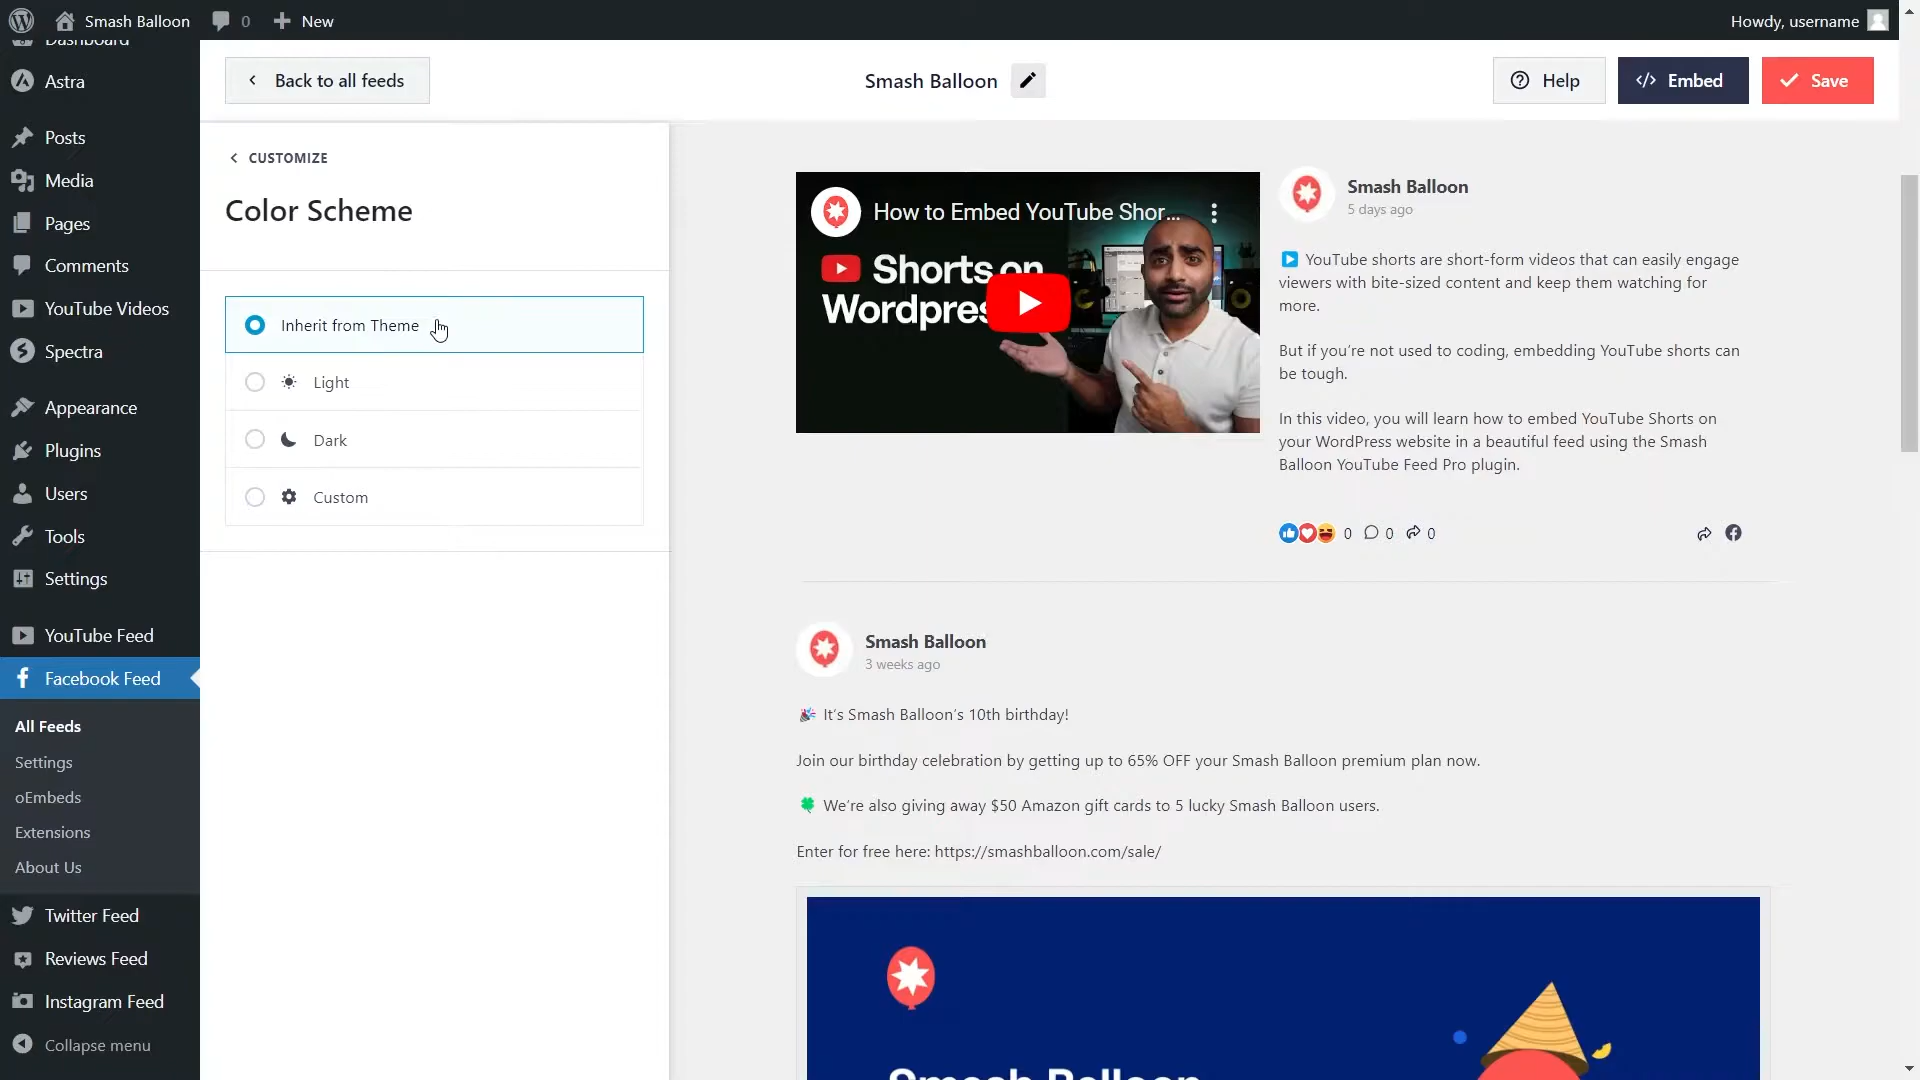 Smash Balloon
0
New
Howdy, username
Dashboard
Astra
Posts
Media
Pages
Comments
YouTube Videos
Spectra
Appearance
Plugins
Users
Tools
Settings
YouTube Feed
Facebook Feed
All Feeds
Settings
oEmbeds
Extensions
About Us
Twitter Feed
Reviews Feed
Instagram Feed
Collapse menu
Back to all feeds
Smash Balloon
Help
Embed
Save
CUSTOMIZE
Color Scheme
Inherit from Theme
Light
Dark
Custom
How to Embed YouTube Shor...
Shorts on
Wordpres
Smash Balloon
5 days ago
YouTube shorts are short-form videos that can easily engage
viewers with bite-sized content and keep them watching for
more.
But if you’re not used to coding, embedding YouTube shorts can
be tough.
In this video, you will learn how to embed YouTube Shorts on
your WordPress website in a beautiful feed using the Smash
Balloon YouTube Feed Pro plugin.
0 0 0
Smash Balloon
3 weeks ago
It’s Smash Balloon’s 10th birthday!
Join our birthday celebration by getting up to 65% OFF your Smash Balloon premium plan now.
We’re also giving away $50 Amazon gift cards to 5 lucky Smash Balloon users.
Enter for free here: https://smashballoon.com/sale/
Smash Balloon